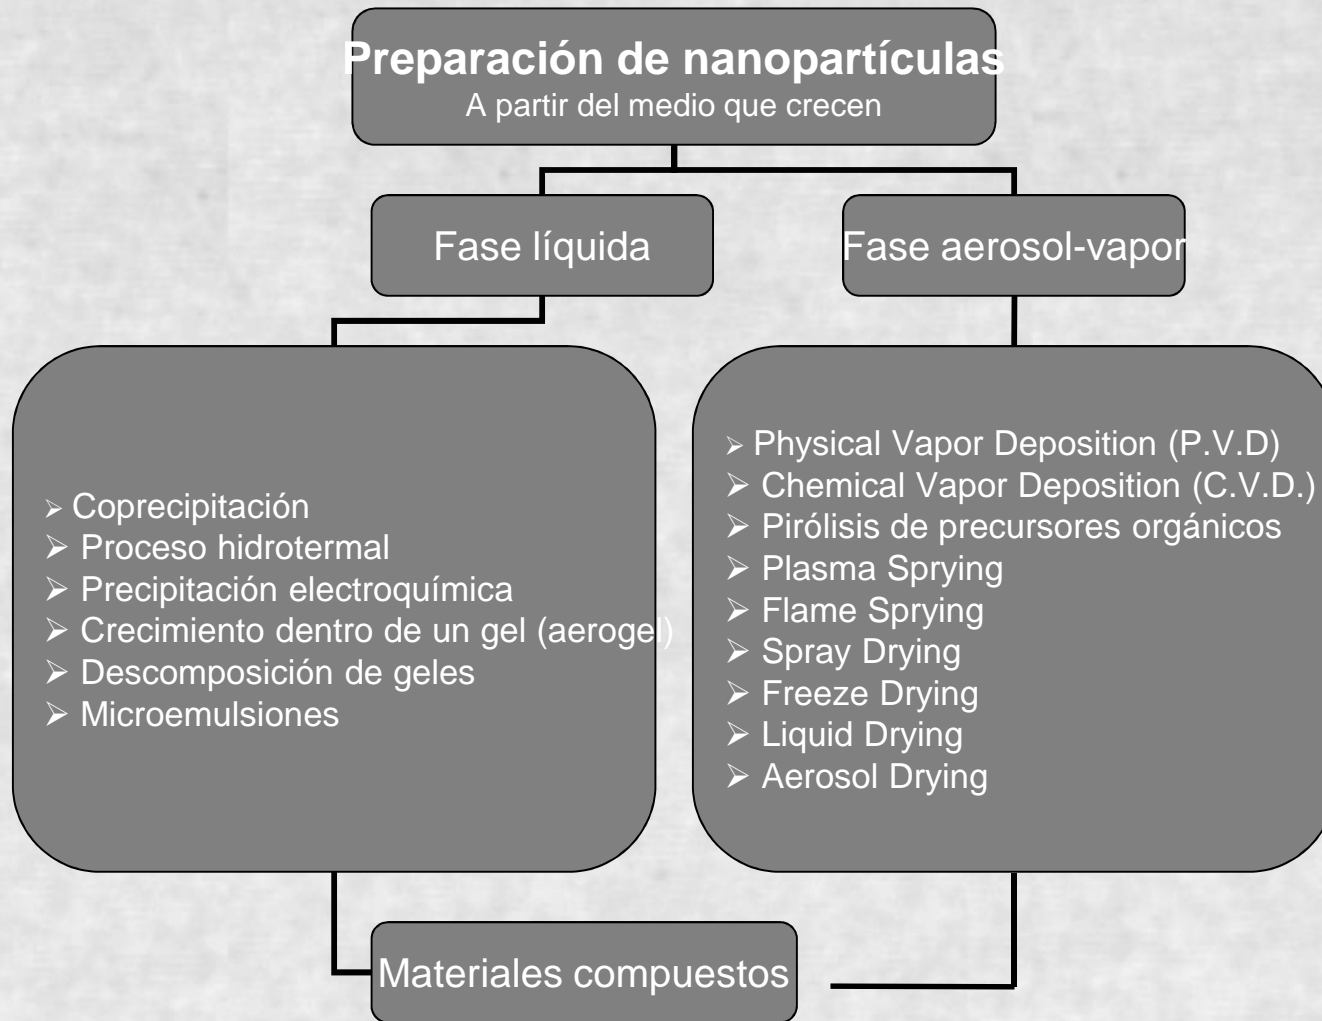 Preparación de nanopartículas
A partir del medio que crecen
Fase líquida
Fase aerosol-vapor
➢ Coprecipitación
➢ Proceso hidrotermal
➢ Precipitación electroquímica
➢ Crecimiento dentro de un gel (aerogel)
➢ Descomposición de geles
➢ Microemulsiones
➢ Physical Vapor Deposition (P.V.D)
➢ Chemical Vapor Deposition (C.V.D.)
➢ Pirólisis de precursores orgánicos
➢ Plasma Sprying
➢ Flame Sprying
➢ Spray Drying
➢ Freeze Drying
➢ Liquid Drying
➢ Aerosol Drying
Materiales compuestos